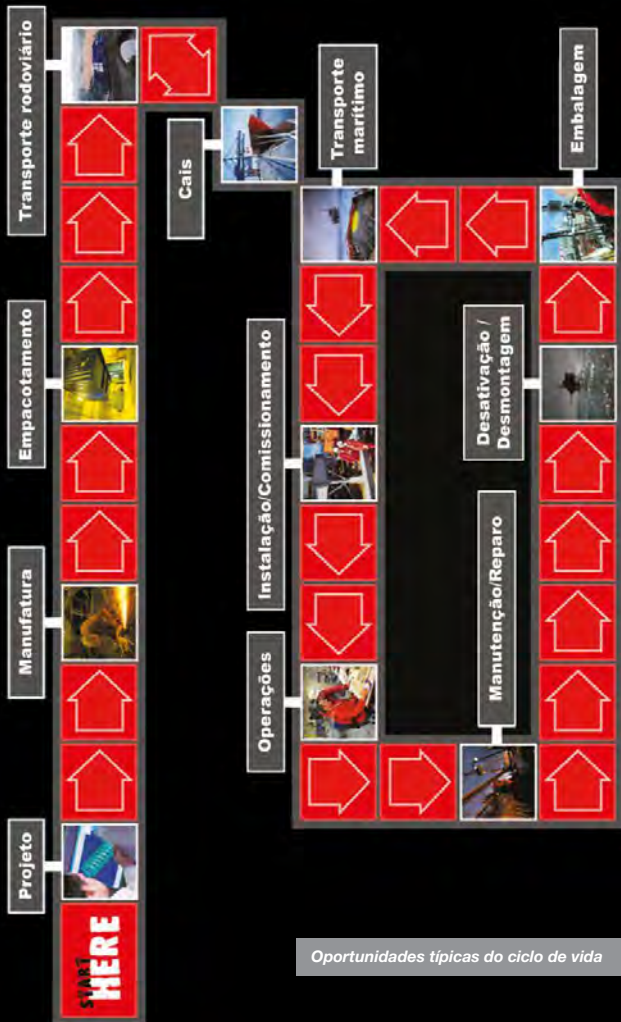 START
HERE
Projeto
Manufatura
Empacotamento
Transporte rodoviário
Cais
Transporte
marítimo
Instalação/Comissionamento
Operações
Manutenção/Reparo
Desativação /
Desmontagem
Embalagem
Oportunidades típicas do ciclo de vida